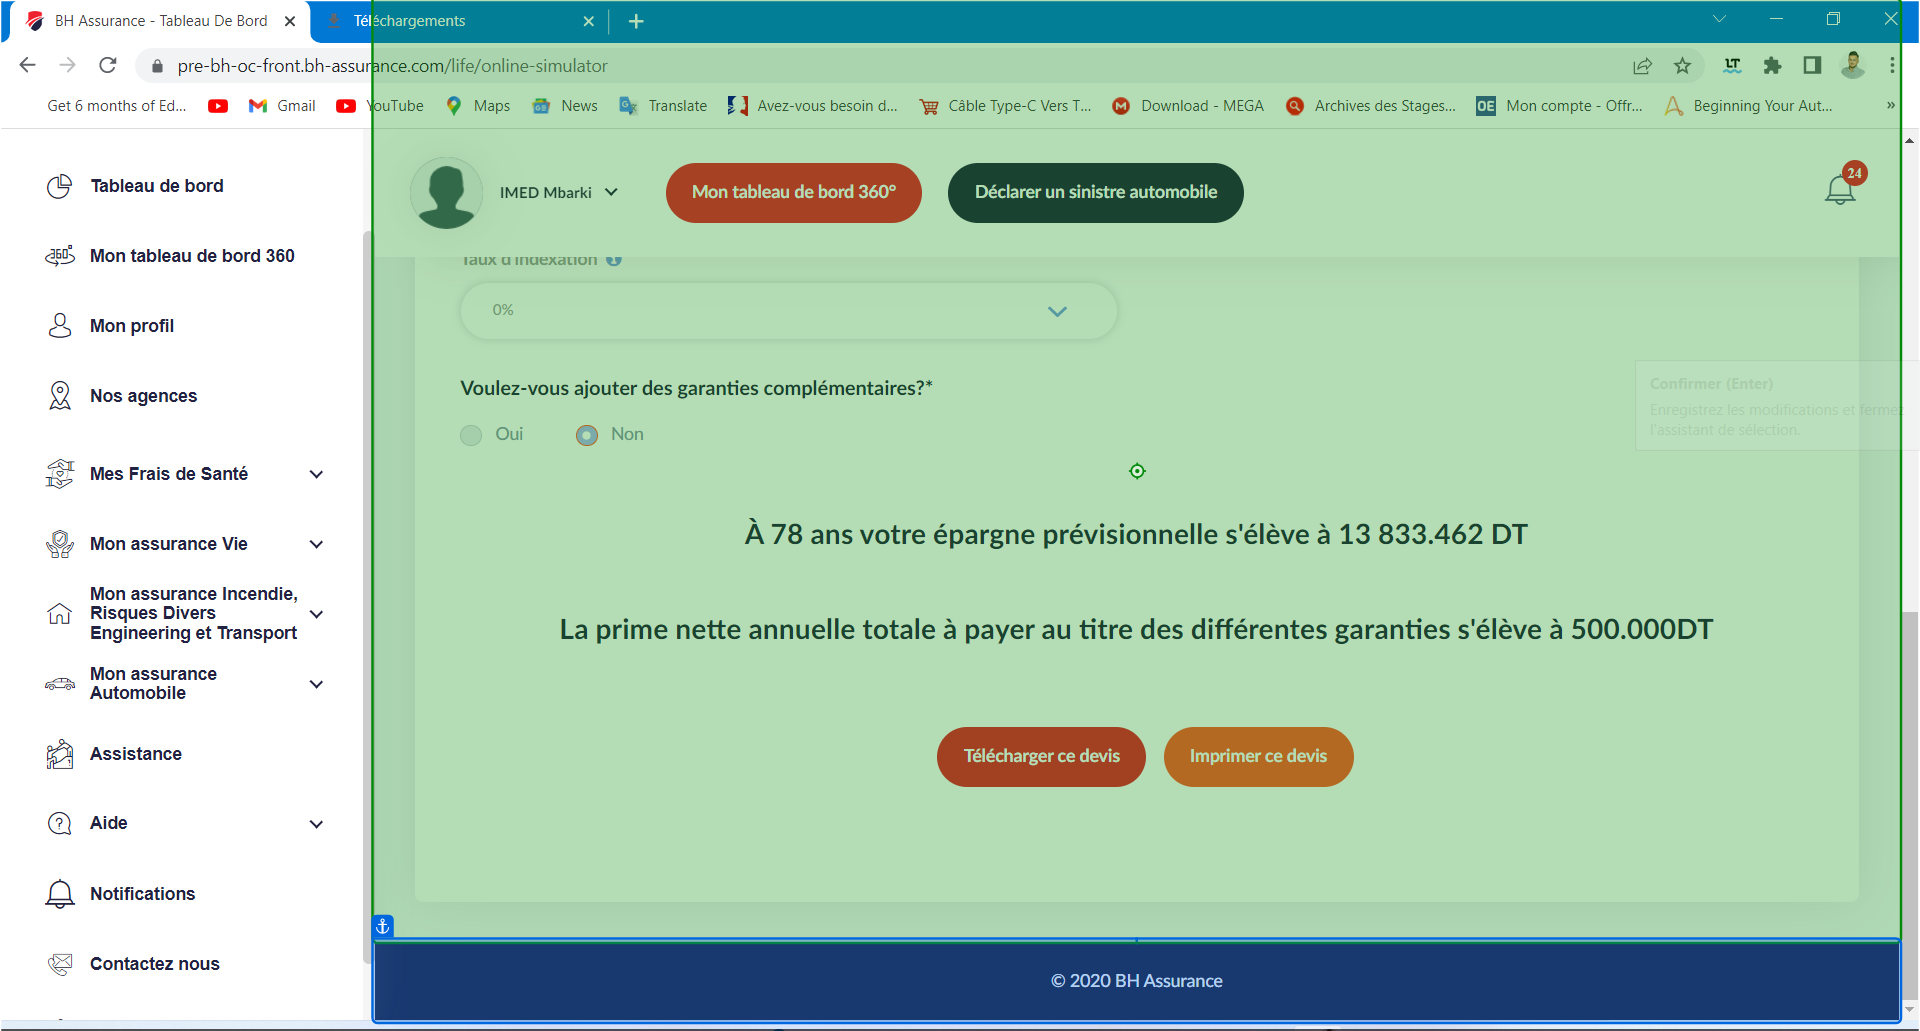 BH Assurance - Tableau De Bord
Téléchargements
pre-bh-oc-front.bh-assurance.com/life/online-simulator
Get 6 months of Ed...
Gmail
YouTube
Maps
News
Translate
Avez-vous besoin d...
Câble Type-C Vers T...
Download - MEGA
Archives des Stages...
OE Mon compte - Offr...
Beginning Your Aut...
»
Tableau de bord
Mon tableau de bord 360
Mon profil
Nos agences
Mes Frais de Santé
Mon assurance Vie
Mon assurance Incendie,
Risques Divers
Engineering et Transport
Mon assurance
Automobile
Assistance
Aide
Notifications
Contactez nous
IMED Mbarki
Mon tableau de bord 360°
Déclarer un sinistre automobile
24
Taux d'indexation
0%
Voulez-vous ajouter des garanties complémentaires?*
Oui
Non
Confirmer (Enter)
Enregistrez les modifications et fermez
l'assistant de sélection.
À 78 ans votre épargne prévisionnelle s'élève à 13 833.462 DT
La prime nette annuelle totale à payer au titre des différentes garanties s'élève à 500.000DT
Télécharger ce devis
Imprimer ce devis
© 2020 BH Assurance